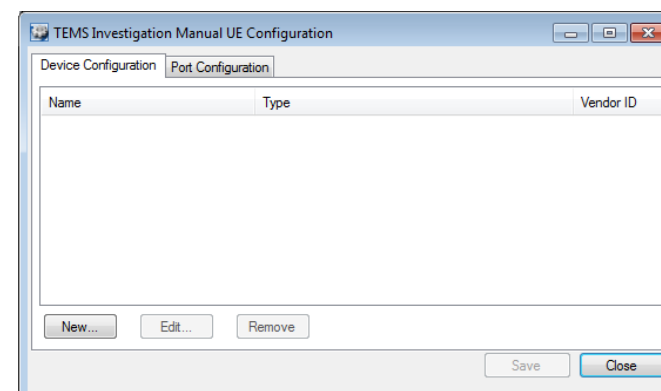 TEMS Investigation Manual UE Configuration
Device Configuration Port Configuration
Name Type Vendor ID
New... Edit... Remove
Save Close